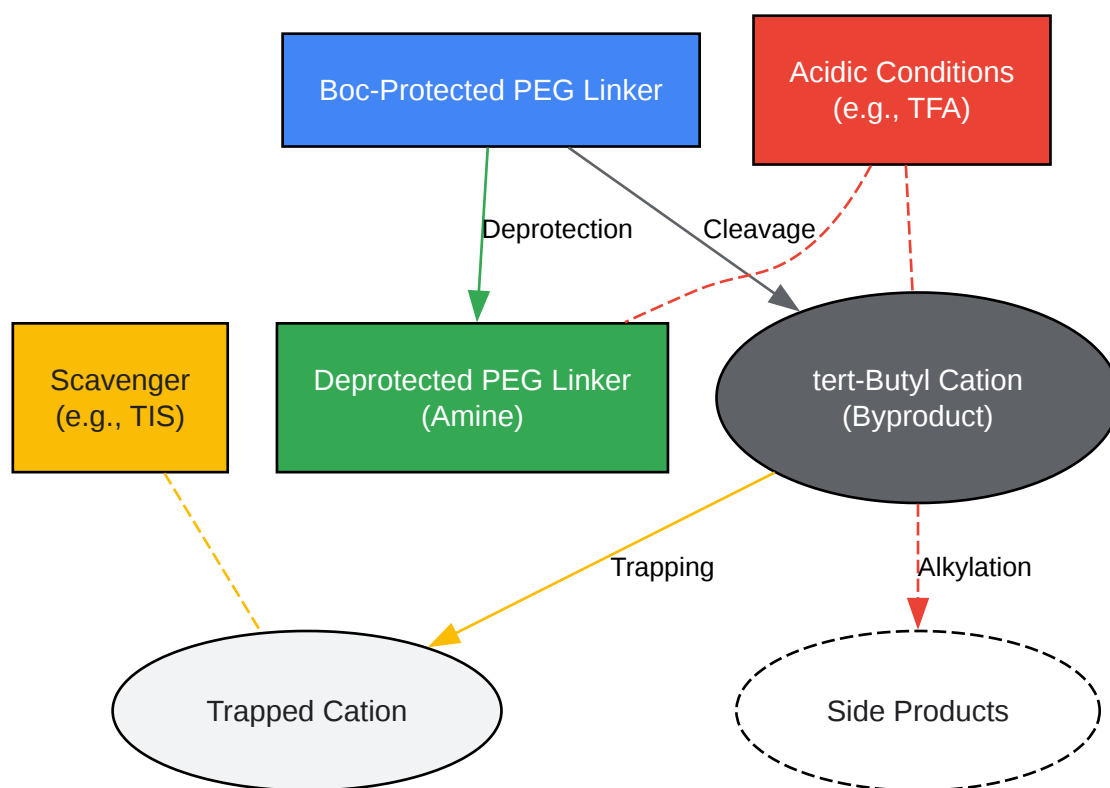 Boc-Protected PEG Linker
Acidic Conditions
(e.g., TFA)
Deprotection
Cleavage
Scavenger
(e.g., TIS)
Deprotected PEG Linker
(Amine)
tert-Butyl Cation
(Byproduct)
Trapping
Alkylation
Trapped Cation
Side Products